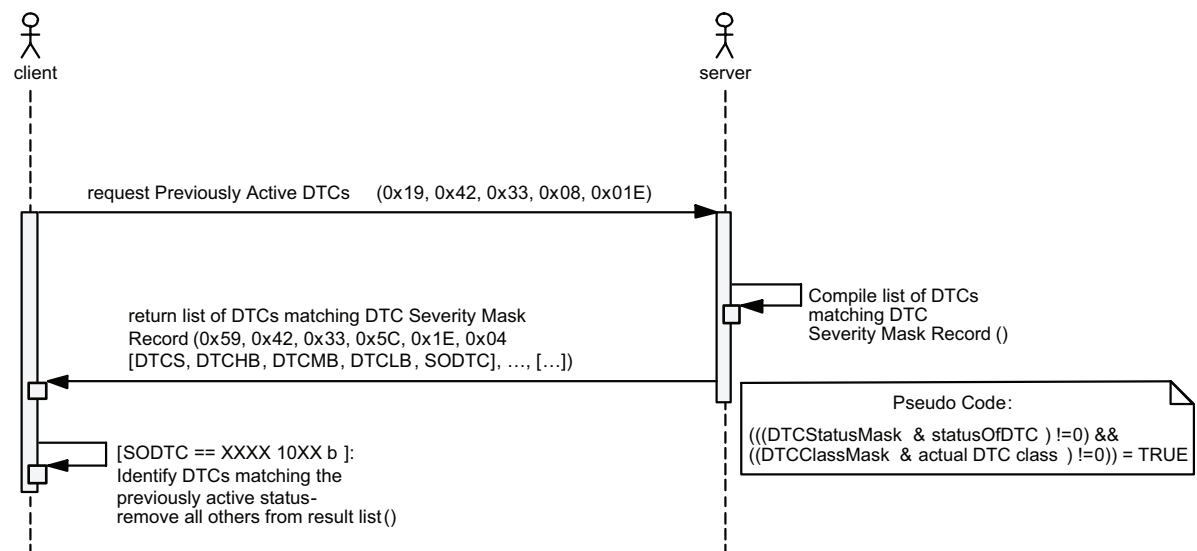 client
server
request Previously Active DTCs (0x19, 0x42, 0x33, 0x08, 0x01E)
Compile list of DTCs
matching DTC
Severity Mask Record ()
return list of DTCs matching DTC Severity Mask
Record (0x59, 0x42, 0x33, 0x5C, 0x1E, 0x04
[DTCS, DTCHB, DTCMB, DTCLB, SODTC], …, […])
Pseudo Code:
(((DTCStatusMask & statusOfDTC ) !=0) &&
((DTCClassMask & actual DTC class ) !=0)) = TRUE
[SODTC == XXXX 10XX b ]:
Identify DTCs matching the
previously active status-
remove all others from result list()